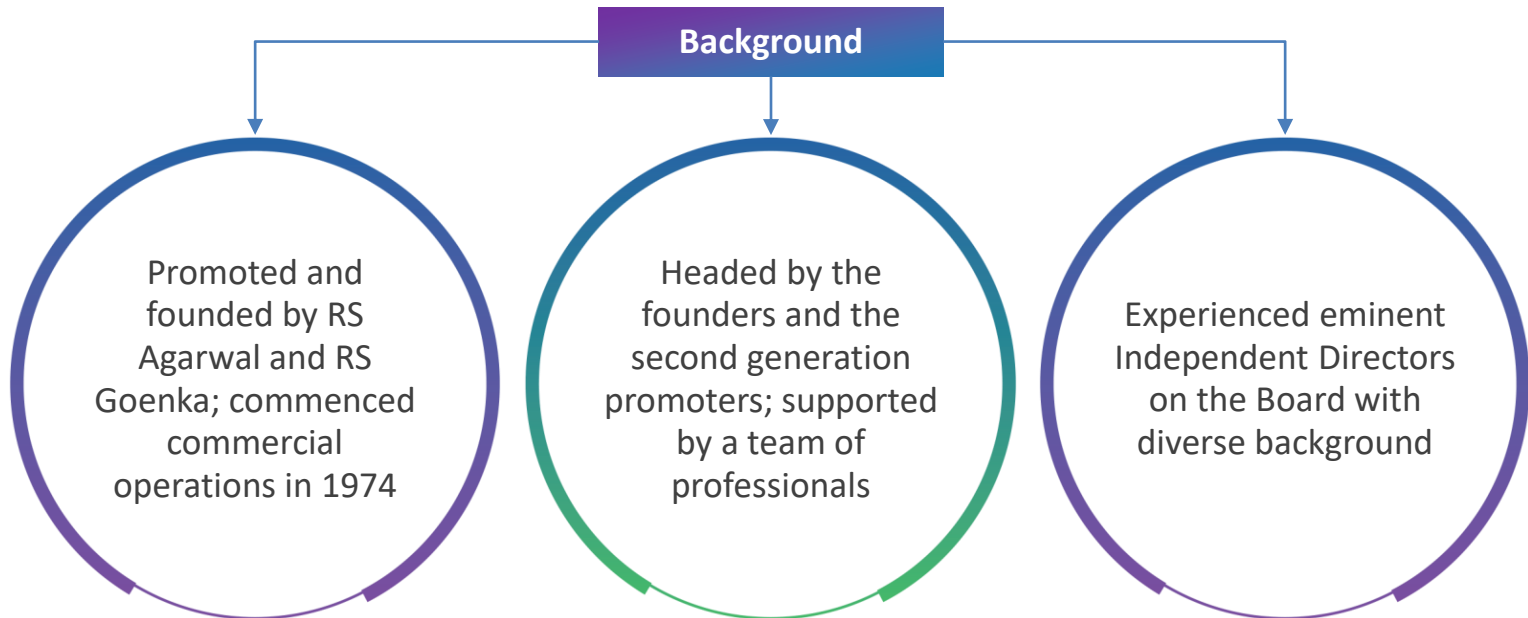 Background
Promoted and
founded by RS
Agarwal and RS
Goenka; commenced
commercial
operations in 1974
Headed by the
founders and the
second generation
promoters; supported
by a team of
professionals
Experienced eminent
Independent Directors
on the Board with
diverse background